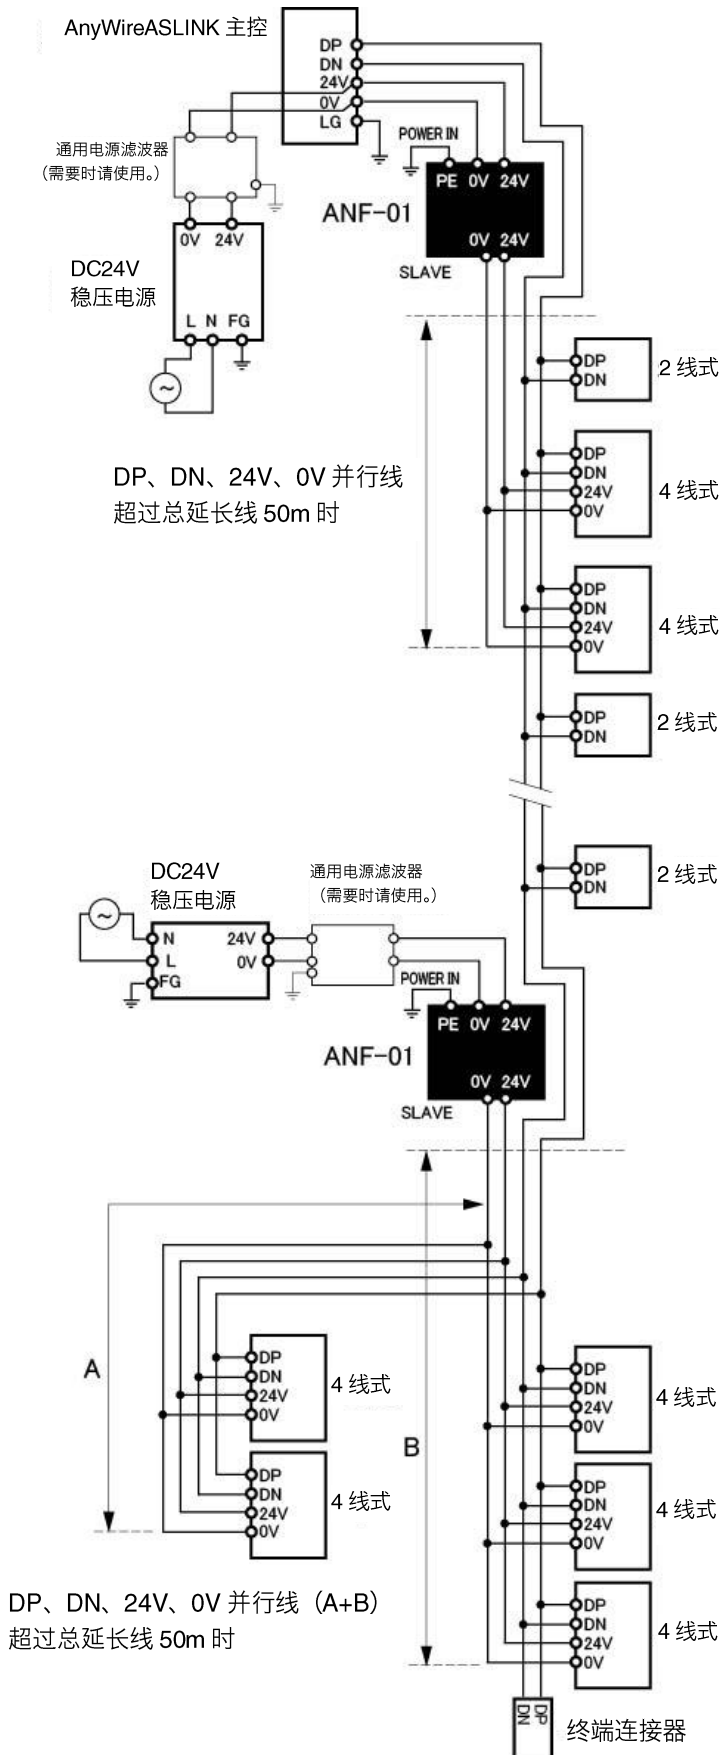 AnyWireASLINK 主控
DP
DN
24V
0V
LG
通用电源滤波器
(需要时请使用。)
POWER IN
PE 0V 24V
ANF-01
0V 24V
SLAVE
0V 24V
DC24V
稳压电源
L N FG
~
DP
DN
2 线式
DP、DN、24V、0V 并行线
超过总延长线 50m 时
DP
DN
24V
0V
4 线式
DP
DN
24V
0V
4 线式
DP
DN
2 线式
DP
DN
2 线式
DC24V
稳压电源
通用电源滤波器
(需要时请使用。)
~
N
L
FG
24V
0V
POWER IN
PE 0V 24V
ANF-01
0V 24V
SLAVE
A
DP
DN
24V
0V
4 线式
DP
DN
24V
0V
4 线式
B
DP
DN
24V
0V
4 线式
DP
DN
24V
0V
4 线式
DP
DN
24V
0V
4 线式
DP、DN、24V、0V 并行线（A+B）
超过总延长线 50m 时
DN
DP
终端连接器